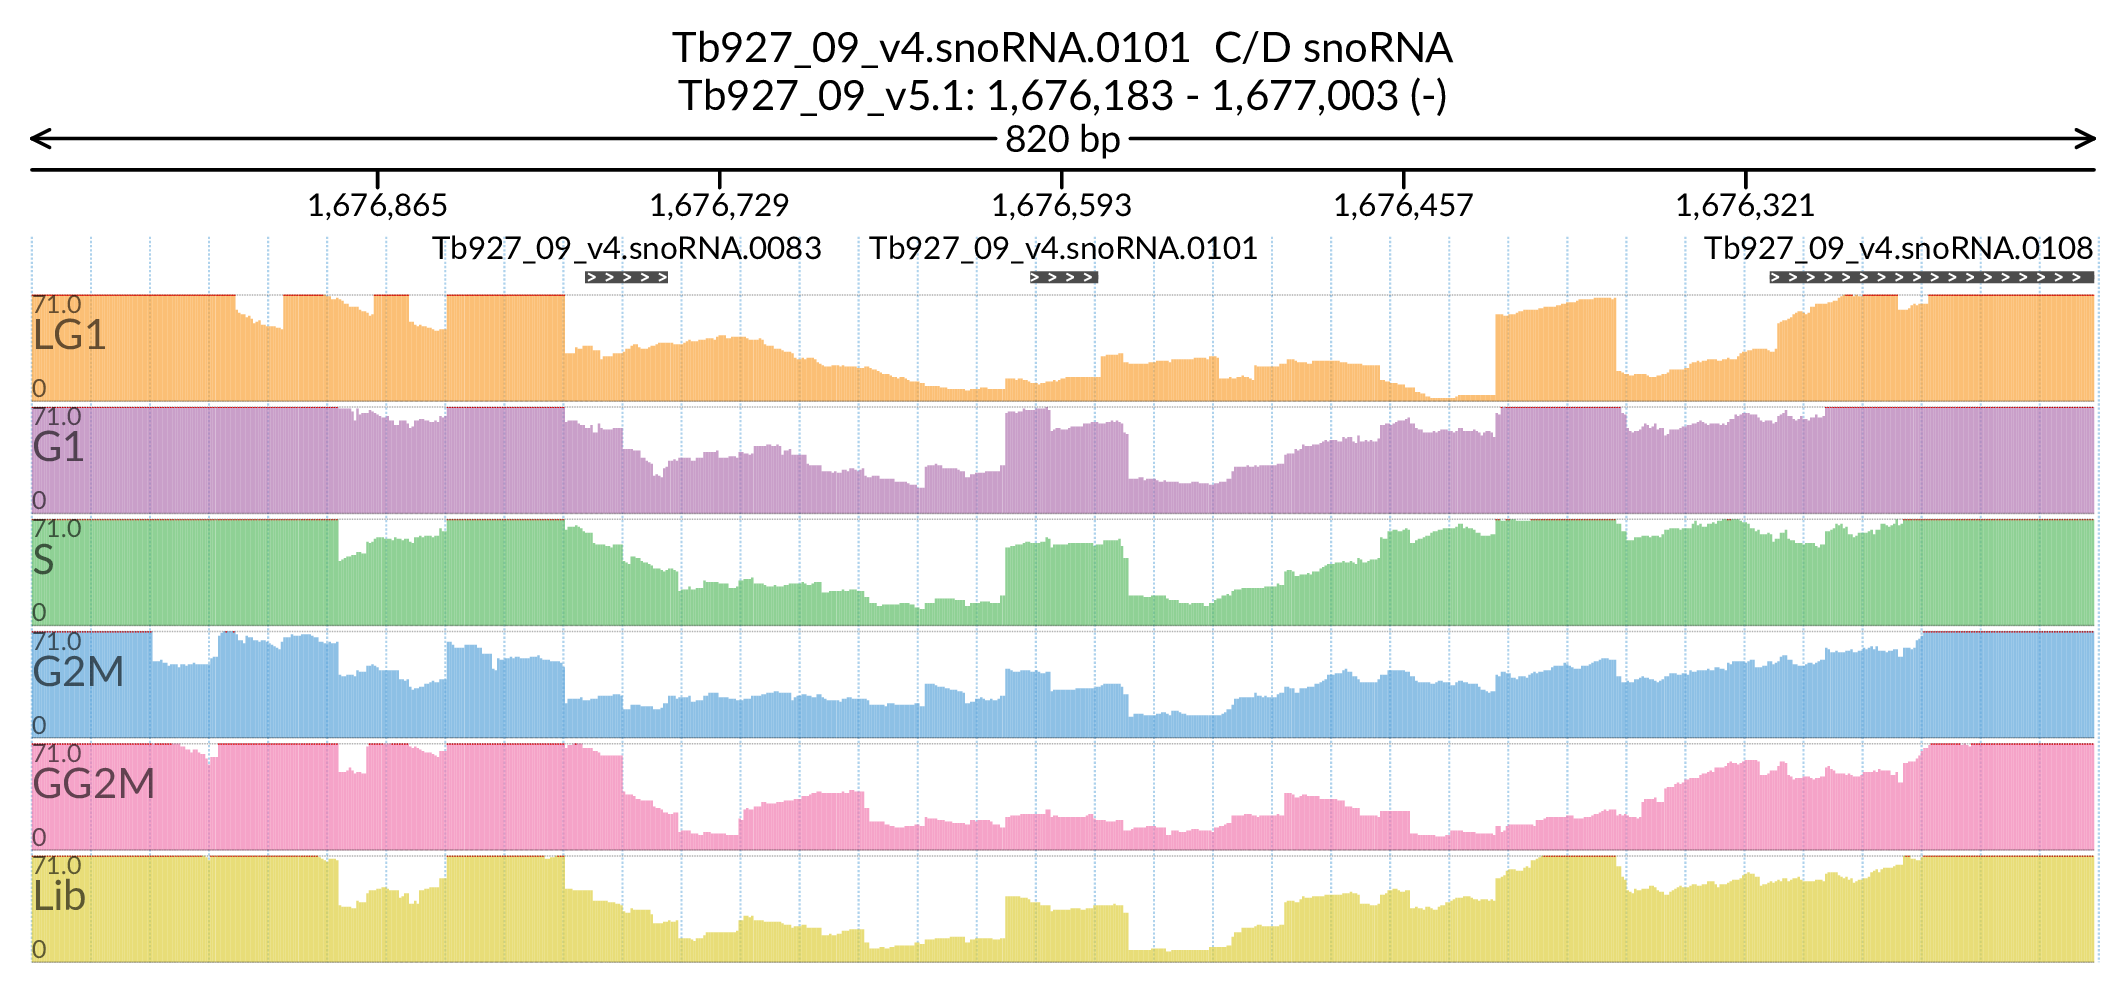 Tb927_09_v4.snoRNA.0101 C/D snoRNA
Tb927_09_v5.1: 1,676,183 - 1,677,003 (-)
820 bp
1,676,865 1,676,729 1,676,593 1,676,457 1,676,321
Tb927_09_v4.snoRNA.0083 Tb927_09_v4.snoRNA.0101 Tb927_09_v4.snoRNA.0108
71.0
LG1
0
71.0
G1
0
71.0
S
0
71.0
G2M
0
71.0
GG2M
0
71.0
Lib
0